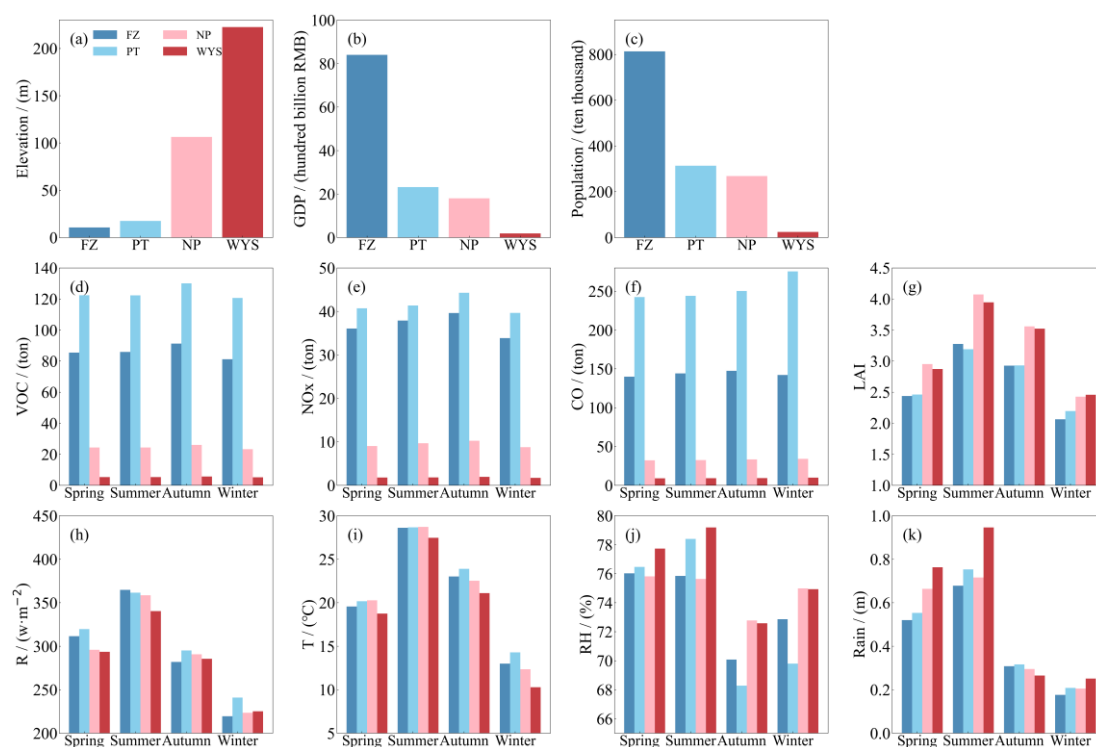 (a)
FZ
PT
NP
WYS
Elevation / (m)
200
150
100
50
0
FZ PT NP WYS
(b)
GDP / (hundred billion RMB)
100
80
60
40
20
0
FZ PT NP WYS
(c)
Population / (ten thousand)
800
600
400
200
0
FZ PT NP WYS
(d)
VOC / (ton)
140
120
100
80
60
40
20
0
Spring Summer Autumn Winter
(e)
NOx / (ton)
50
40
30
20
10
0
Spring Summer Autumn Winter
(f)
CO / (ton)
250
200
150
100
50
0
Spring Summer Autumn Winter
(g)
LAI
4.5
4.0
3.5
3.0
2.5
2.0
1.5
1.0
Spring Summer Autumn Winter
(h)
R / (w·m⁻²)
450
400
350
300
250
200
Spring Summer Autumn Winter
(i)
T / (℃)
30
25
20
15
10
5
Spring Summer Autumn Winter
(j)
RH / (%)
80
78
76
74
72
70
68
66
Spring Summer Autumn Winter
(k)
Rain / (m)
1.0
0.8
0.6
0.4
0.2
0.0
Spring Summer Autumn Winter